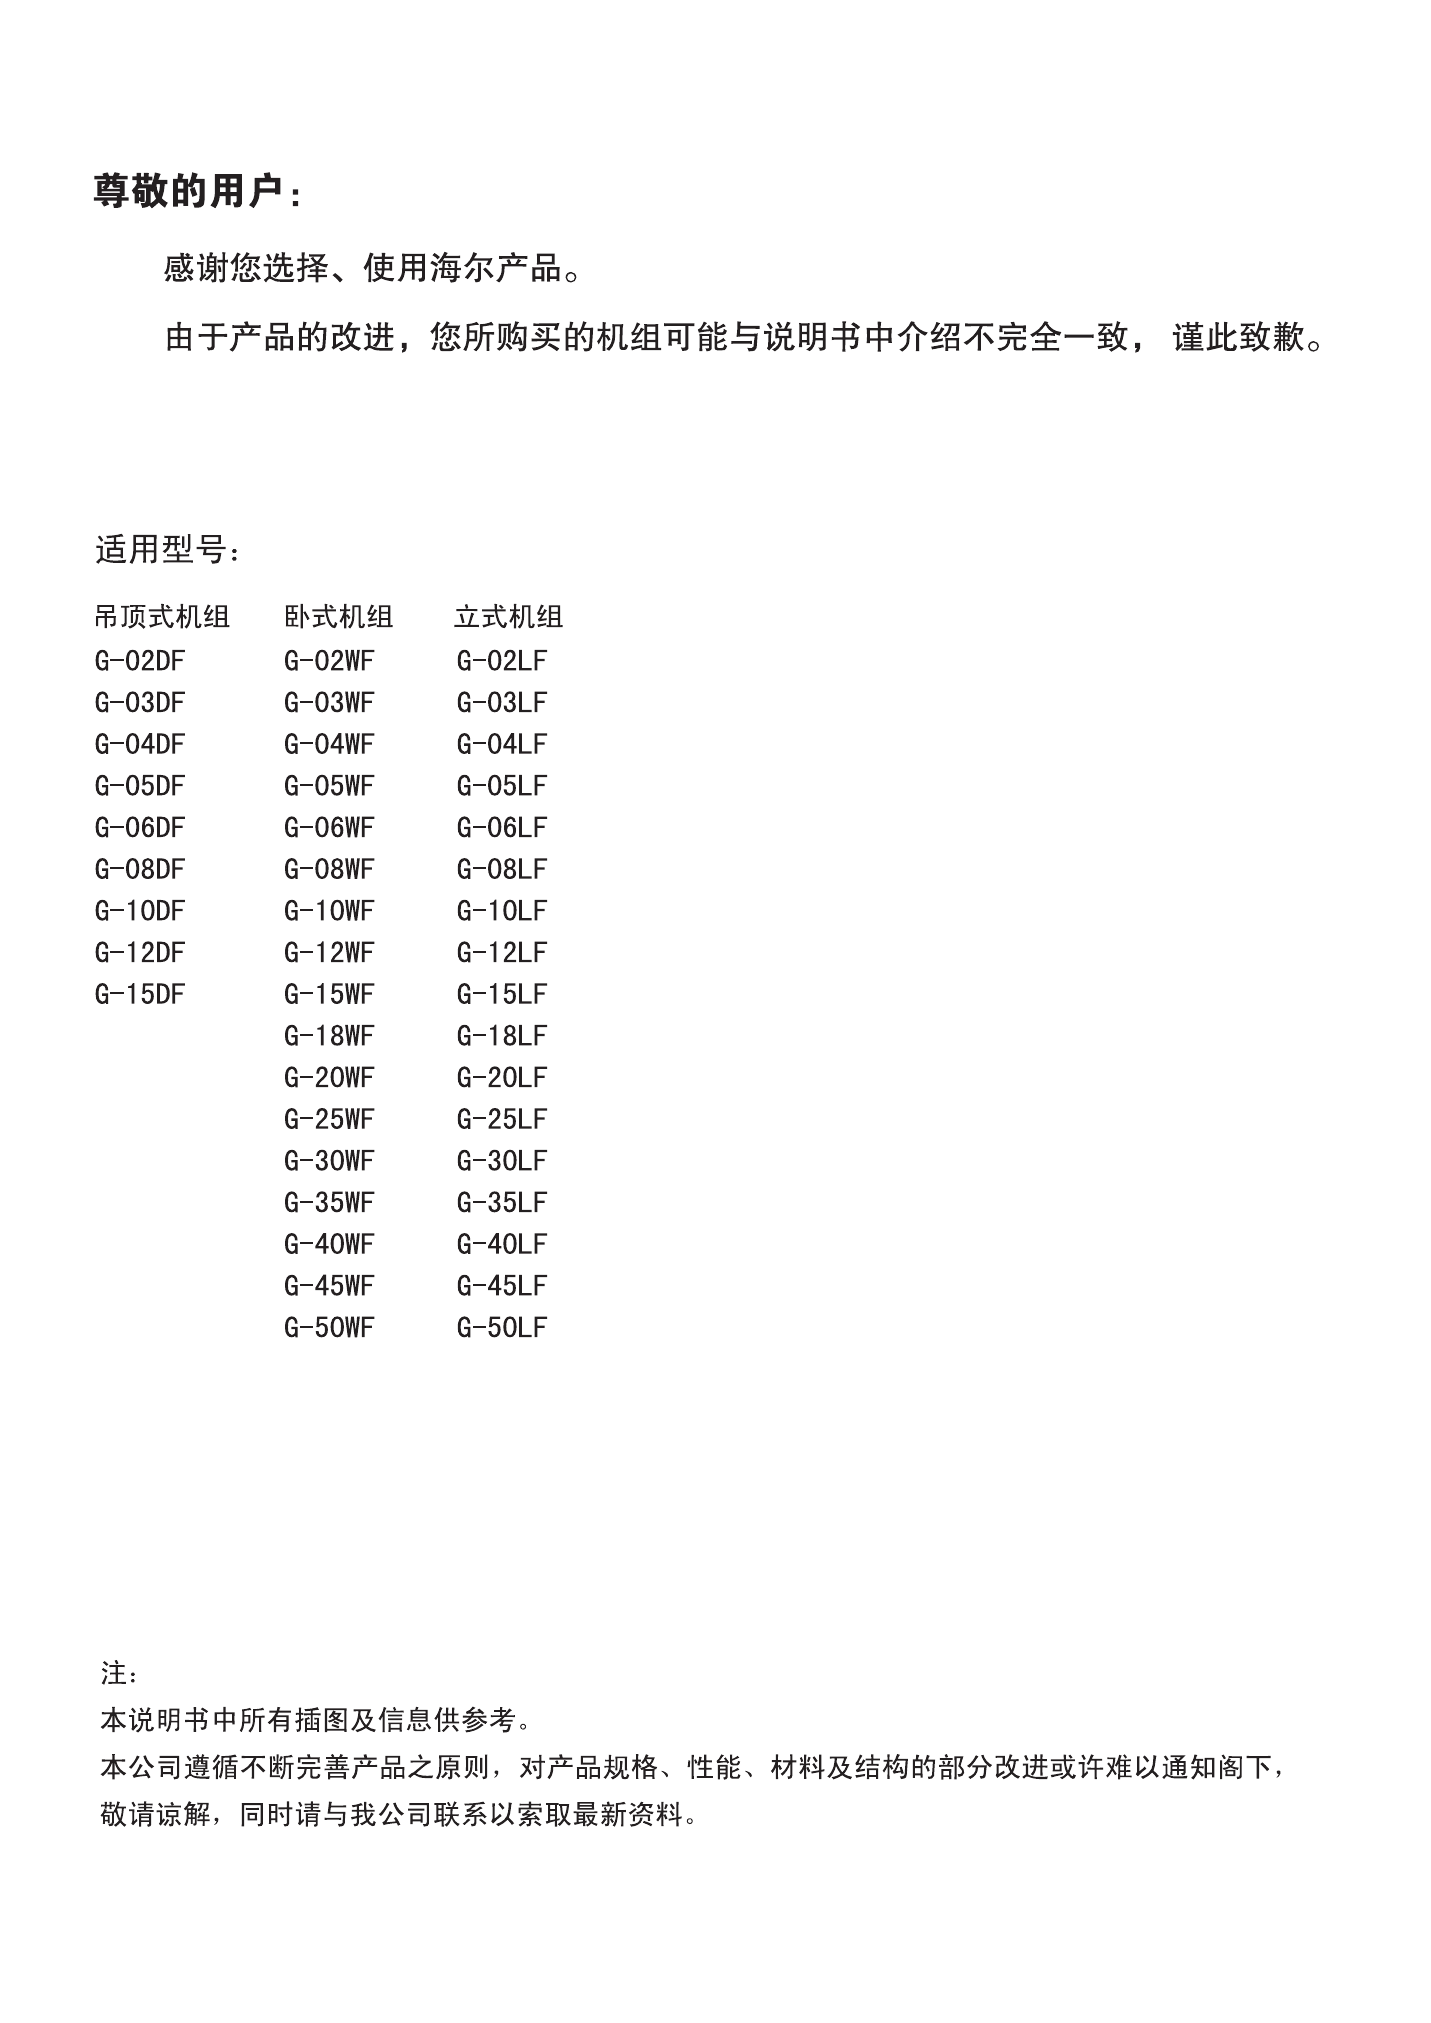 尊敬的用户：
感谢您选择、使用海尔产品。
由于产品的改进，您所购买的机组可能与说明书中介绍不完全一致， 谨此致歉。
适用型号：
吊顶式机组 卧式机组 立式机组
G-02DF G-02WF G-02LF
G-03DF G-03WF G-03LF
G-04DF G-04WF G-04LF
G-05DF G-05WF G-05LF
G-06DF G-06WF G-06LF
G-08DF G-08WF G-08LF
G-10DF G-10WF G-10LF
G-12DF G-12WF G-12LF
G-15DF G-15WF G-15LF
G-18WF G-18LF
G-20WF G-20LF
G-25WF G-25LF
G-30WF G-30LF
G-35WF G-35LF
G-40WF G-40LF
G-45WF G-45LF
G-50WF G-50LF
注：
本说明书中所有插图及信息供参考。
本公司遵循不断完善产品之原则，对产品规格、性能、材料及结构的部分改进或许难以通知阁下，
敬请谅解，同时请与我公司联系以索取最新资料。